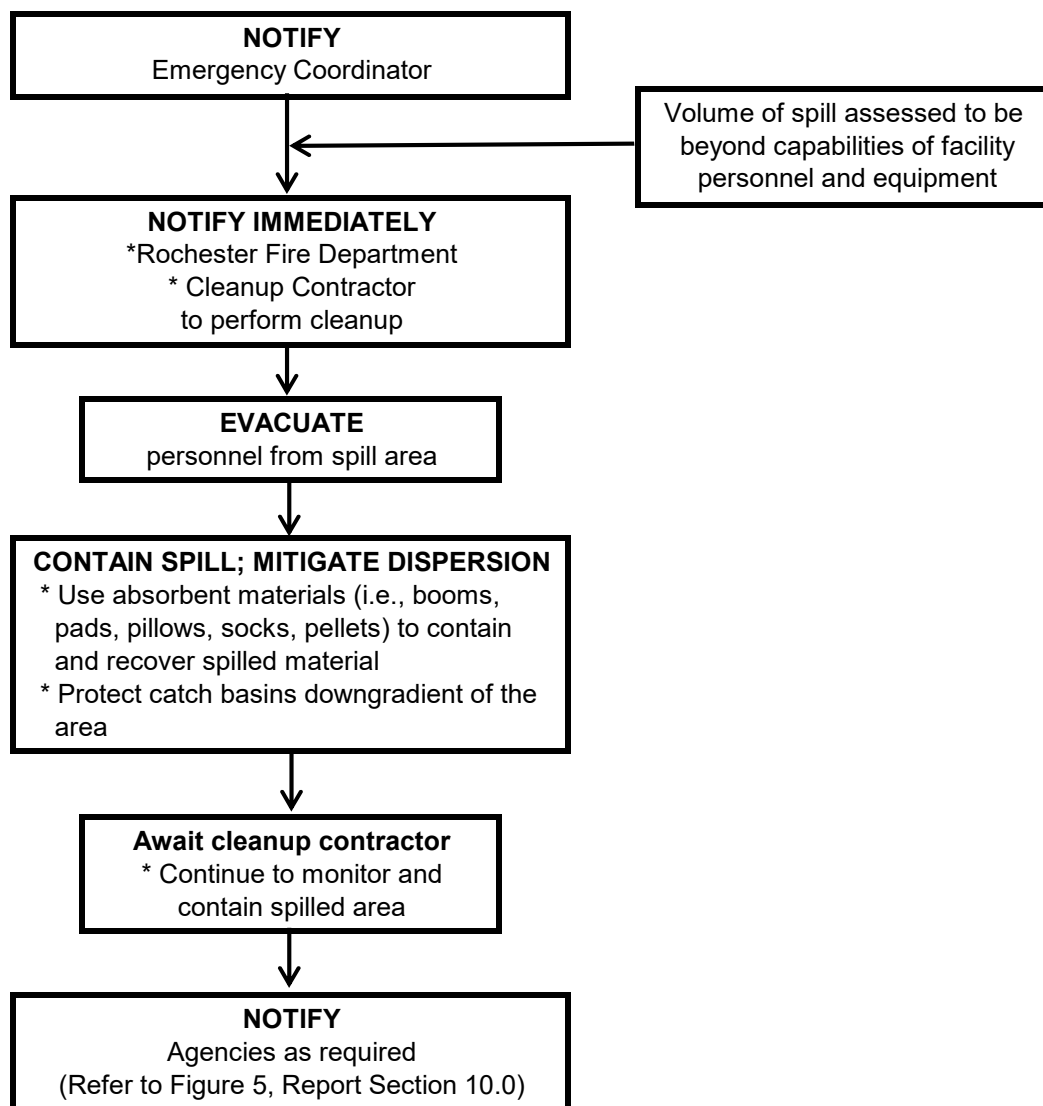 NOTIFY
Emergency Coordinator
Volume of spill assessed to be
beyond capabilities of facility
personnel and equipment
NOTIFY IMMEDIATELY
*Rochester Fire Department
* Cleanup Contractor
to perform cleanup
EVACUATE
personnel from spill area
CONTAIN SPILL; MITIGATE DISPERSION
* Use absorbent materials (i.e., booms,
pads, pillows, socks, pellets) to contain
and recover spilled material
* Protect catch basins downgradient of the
area
Await cleanup contractor
* Continue to monitor and
contain spilled area
NOTIFY
Agencies as required
(Refer to Figure 5, Report Section 10.0)